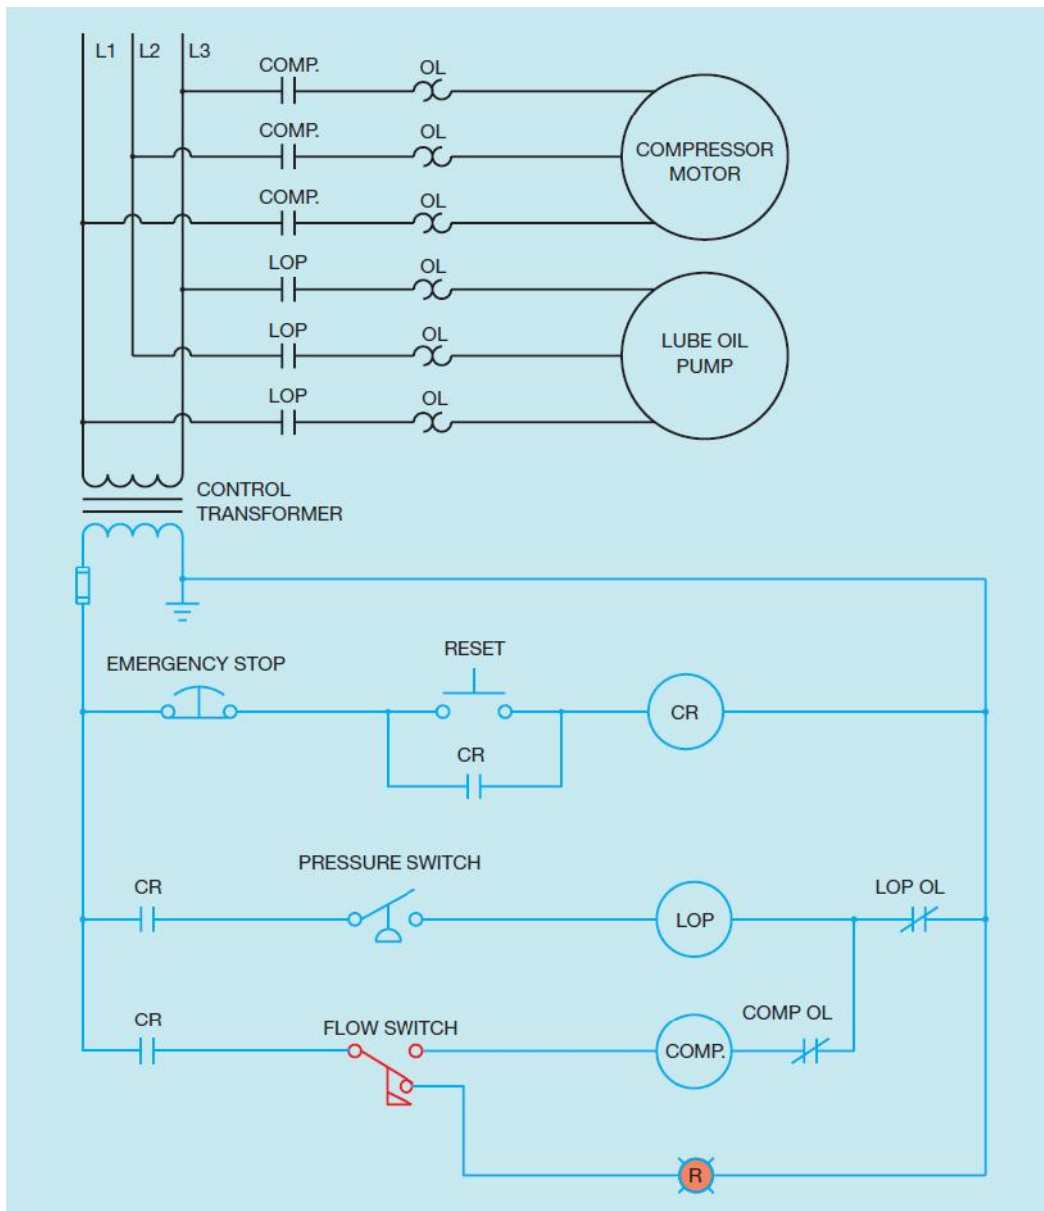 L1 L2 L3
COMP. OL
COMP. OL
COMPRESSOR
MOTOR
COMP. OL
LOP OL
LOP OL
LUBE OIL
PUMP
LOP OL
CONTROL
TRANSFORMER
EMERGENCY STOP
RESET
CR
CR
PRESSURE SWITCH
CR
LOP OL
LOP
CR
FLOW SWITCH
COMP OL
COMP.
R